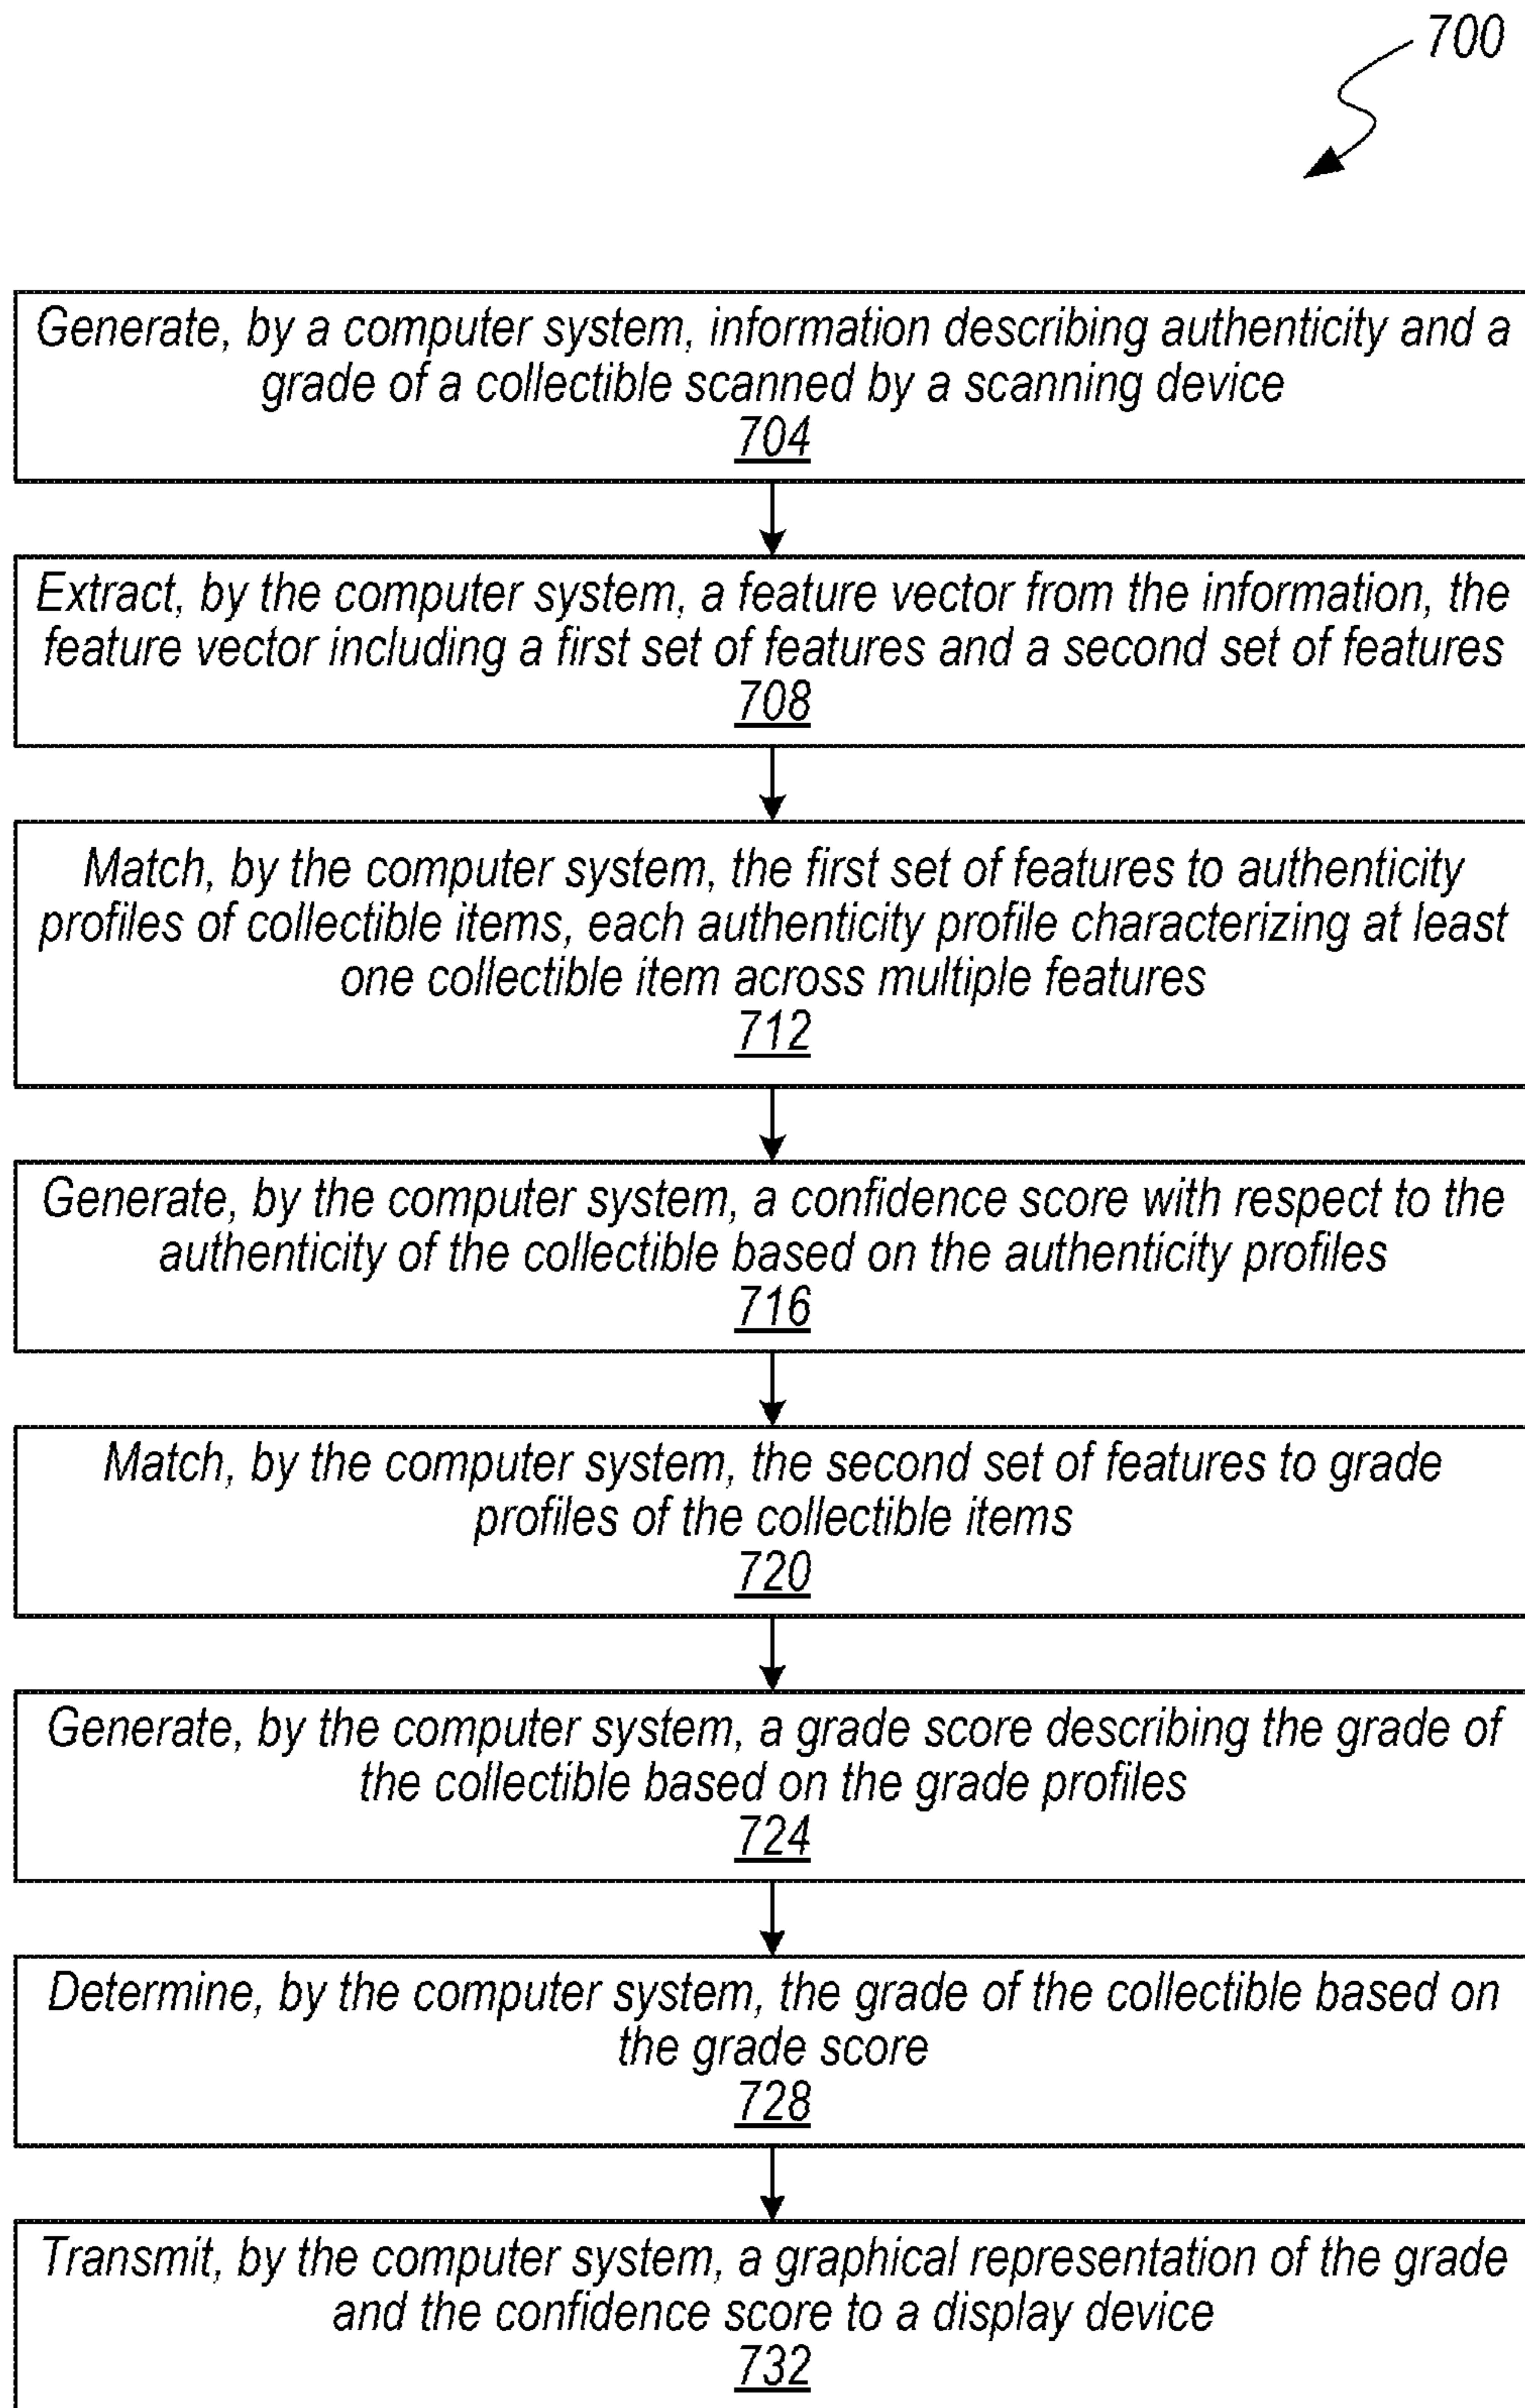 700
Generate, by a computer system, information describing authenticity and a
grade of a collectible scanned by a scanning device
704
Extract, by the computer system, a feature vector from the information, the
feature vector including a first set of features and a second set of features
708
Match, by the computer system, the first set of features to authenticity
profiles of collectible items, each authenticity profile characterizing at least
one collectible item across multiple features
712
Generate, by the computer system, a confidence score with respect to the
authenticity of the collectible based on the authenticity profiles
716
Match, by the computer system, the second set of features to grade
profiles of the collectible items
720
Generate, by the computer system, a grade score describing the grade of
the collectible based on the grade profiles
724
Determine, by the computer system, the grade of the collectible based on
the grade score
728
Transmit, by the computer system, a graphical representation of the grade
and the confidence score to a display device
732